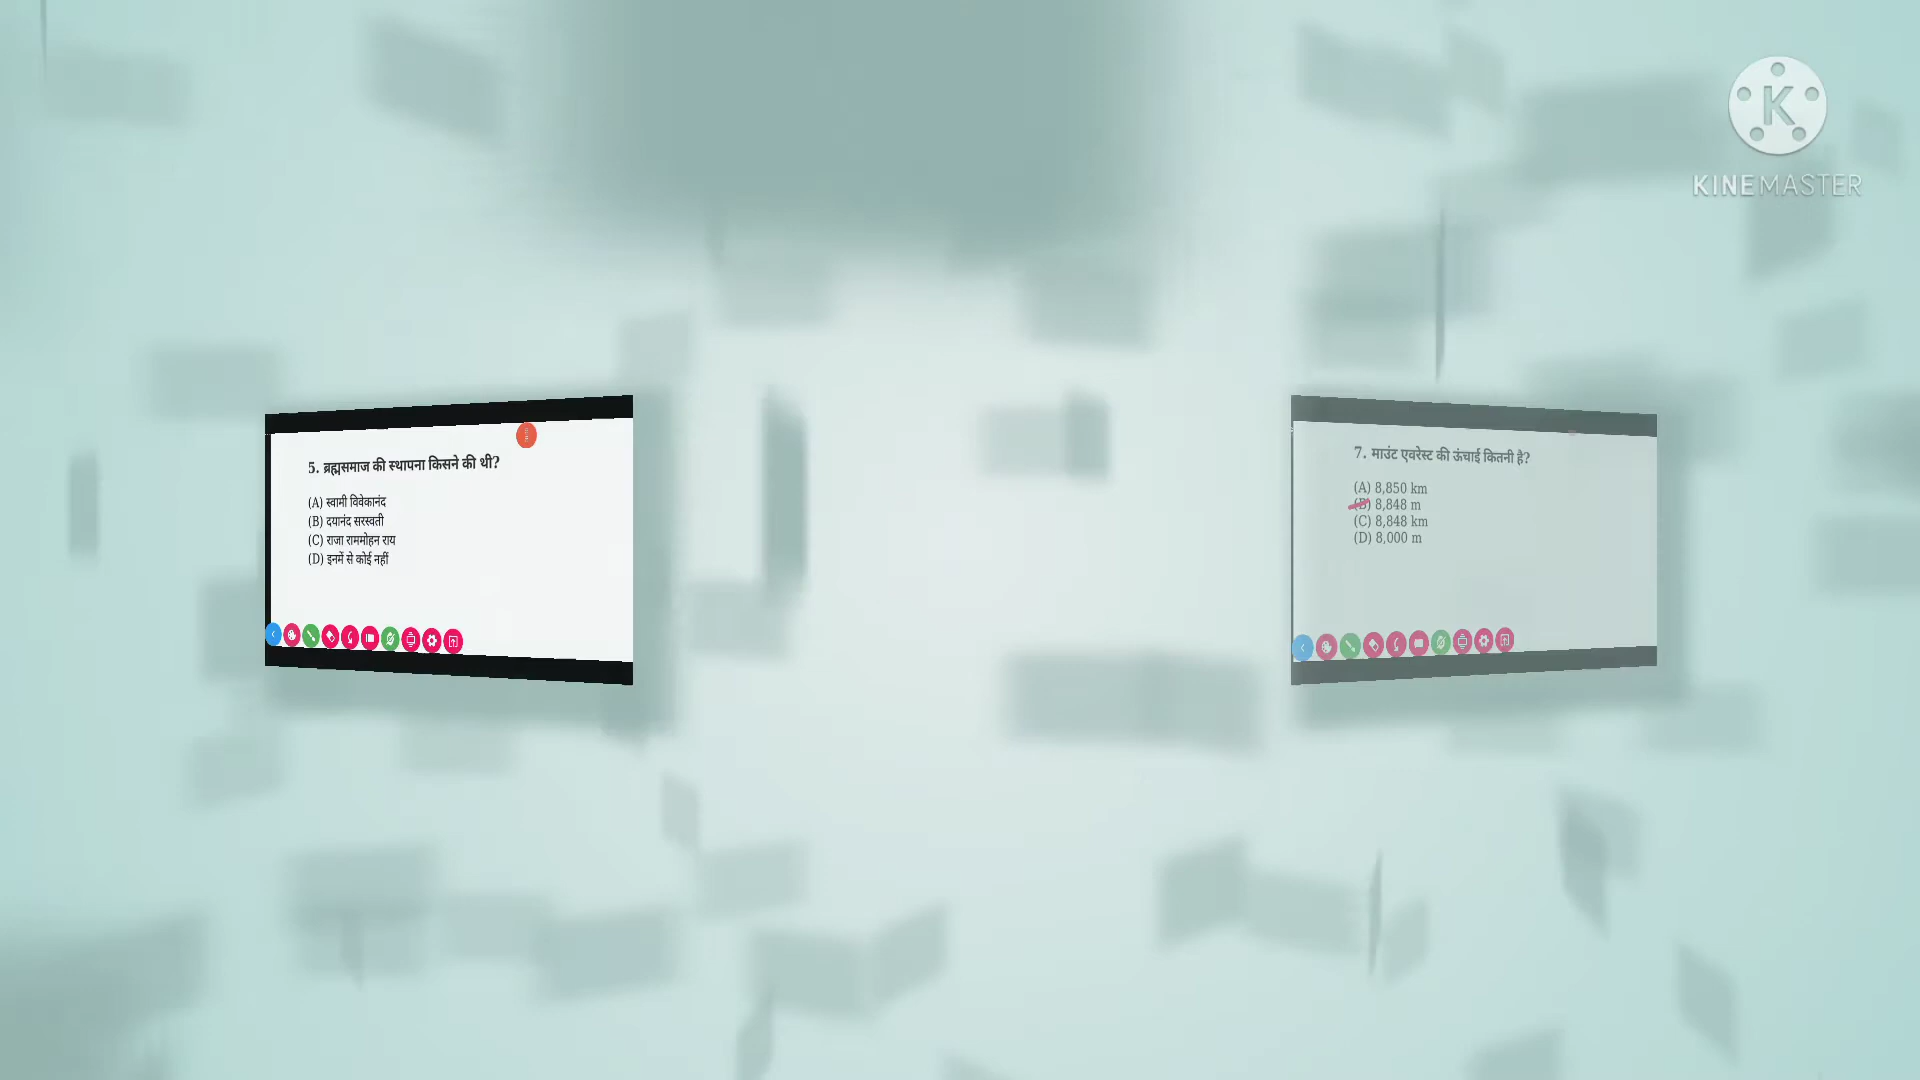 KINEMASTER
5. ब्रह्मसमाज की स्थापना किसने की थी?
(A) स्वामी विवेकानंद
(B) दयानंद सरस्वती
(C) राजा राममोहन राय
(D) इनमें से कोई नहीं
7. माउंट एवरेस्ट की ऊंचाई कितनी है?
(A) 8,850 km
(B) 8,848 m
(C) 8,848 km
(D) 8,000 m